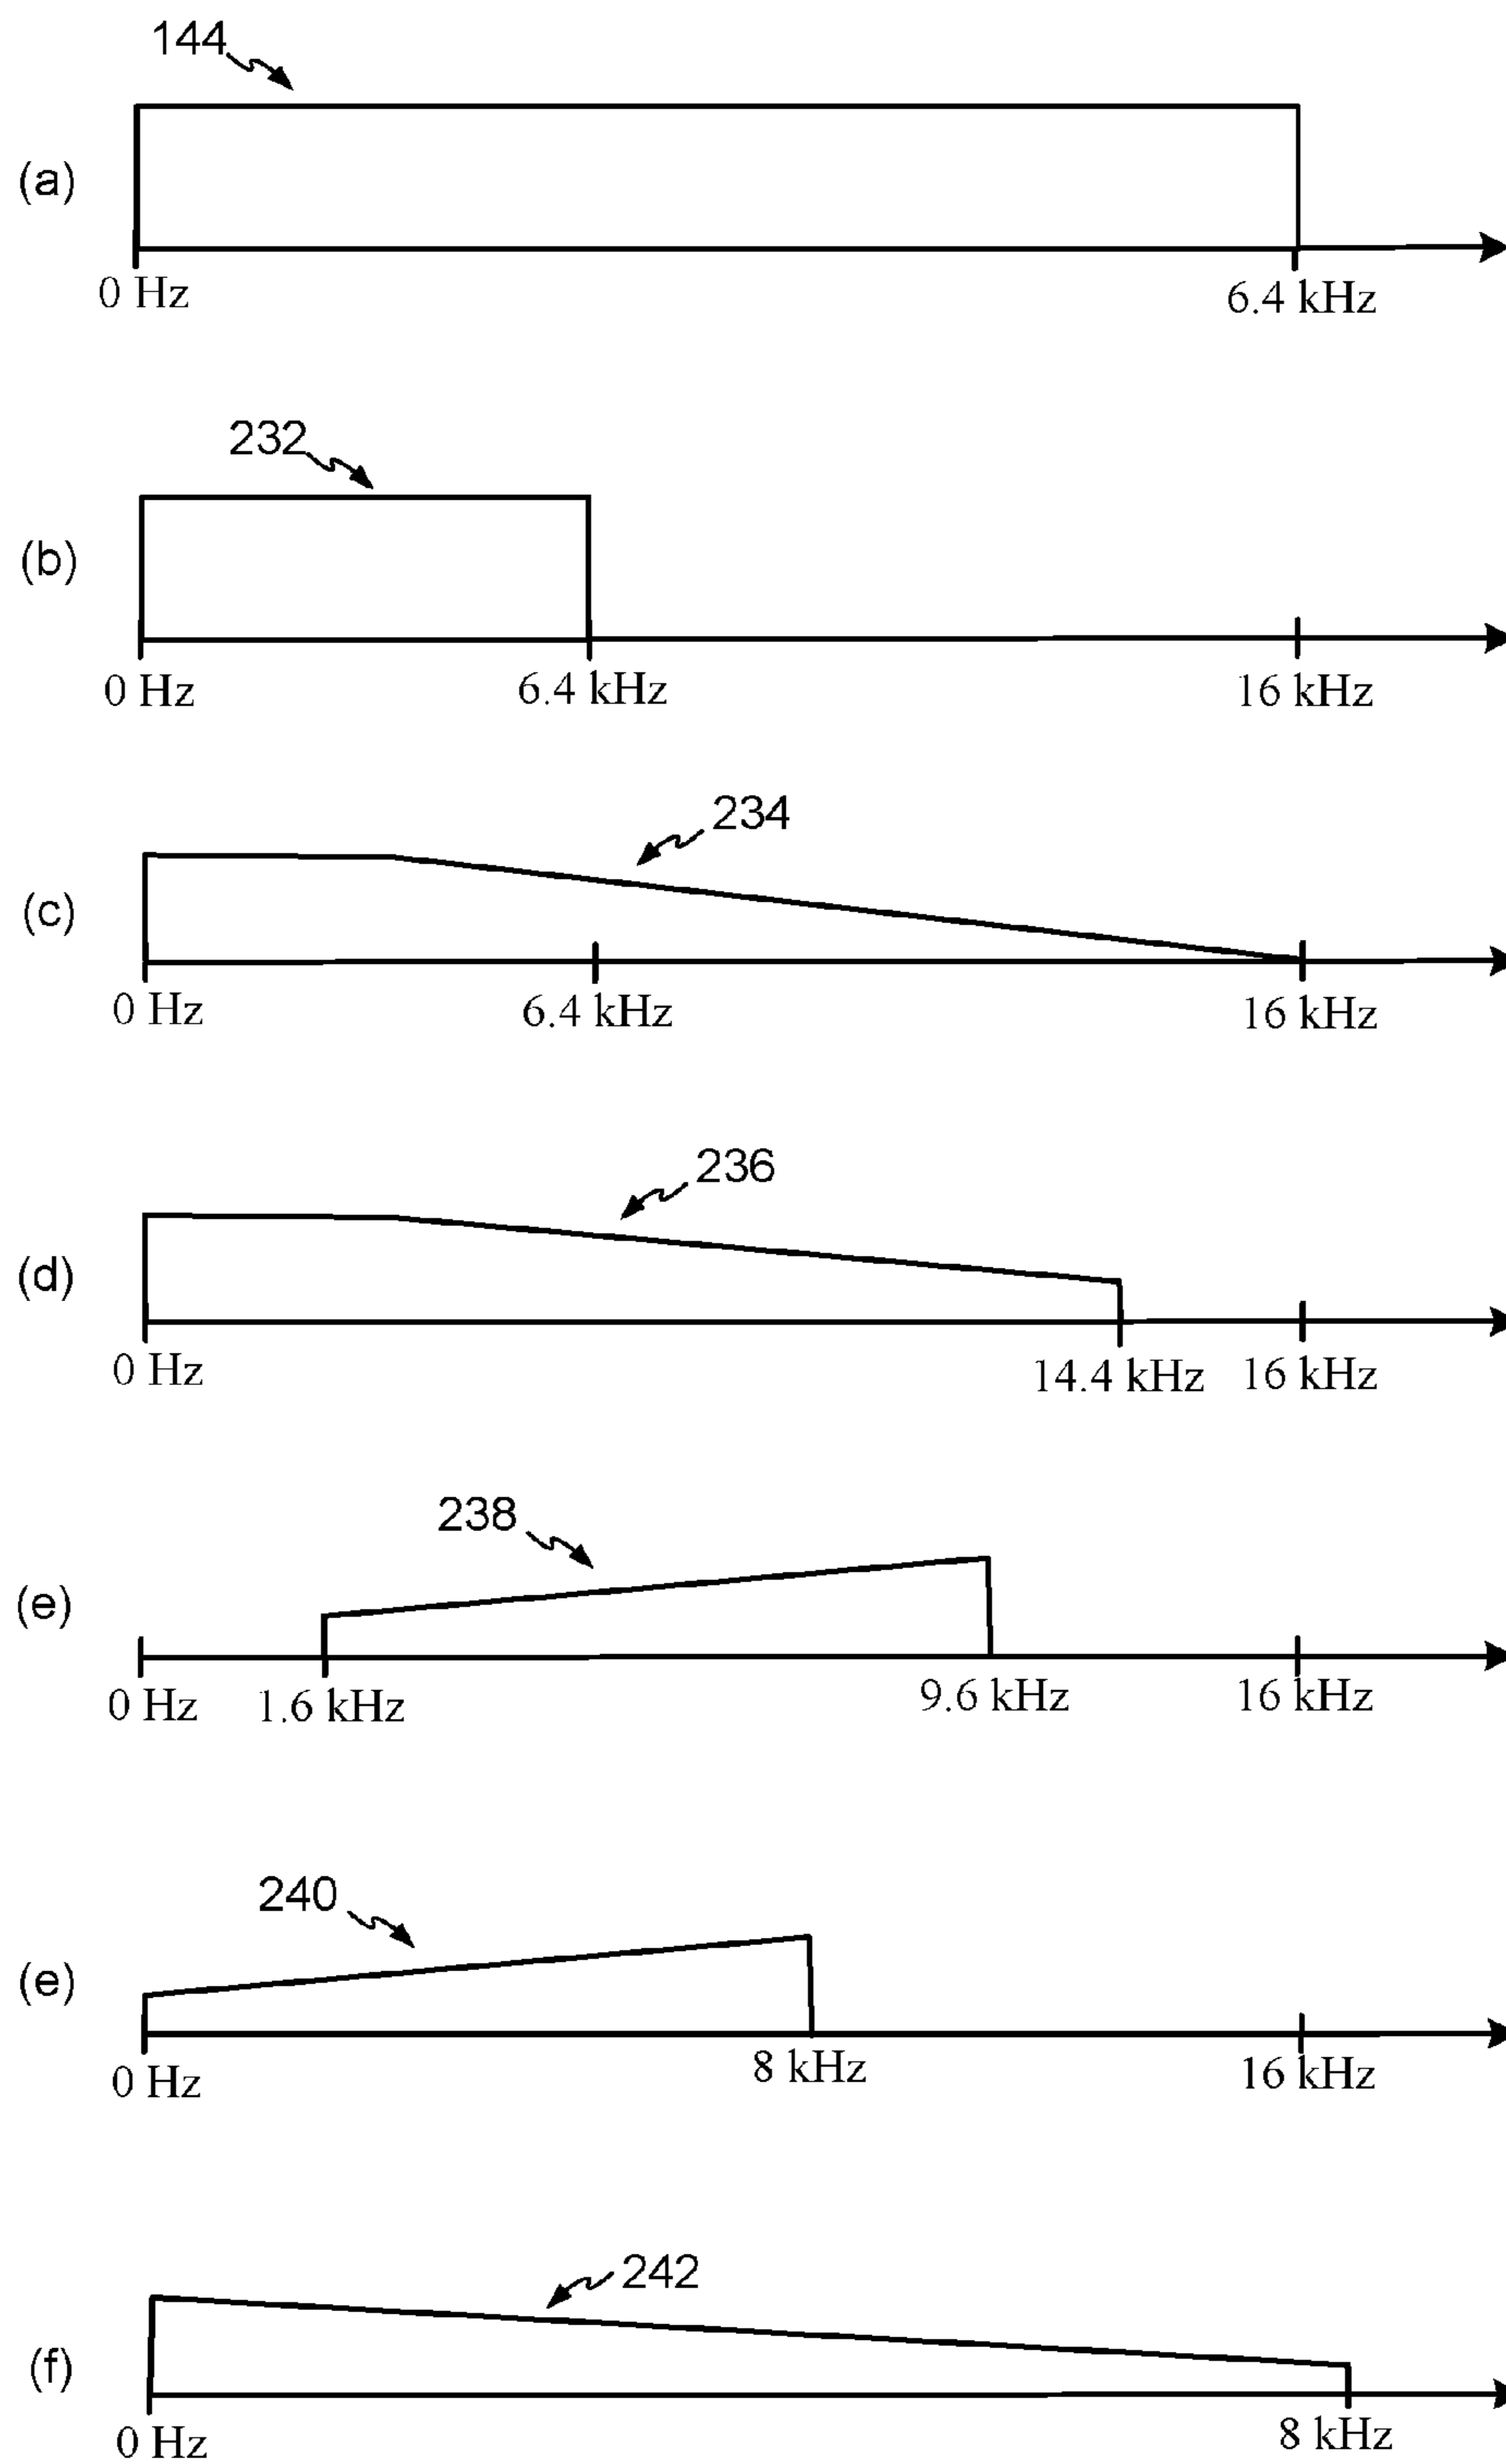 144
(a)
0 Hz 6.4 kHz
232
(b)
0 Hz 6.4 kHz 16 kHz
234
(c)
0 Hz 6.4 kHz 16 kHz
236
(d)
0 Hz 14.4 kHz 16 kHz
238
(e)
0 Hz 1.6 kHz 9.6 kHz 16 kHz
240
(e)
0 Hz 8 kHz 16 kHz
242
(f)
0 Hz 8 kHz